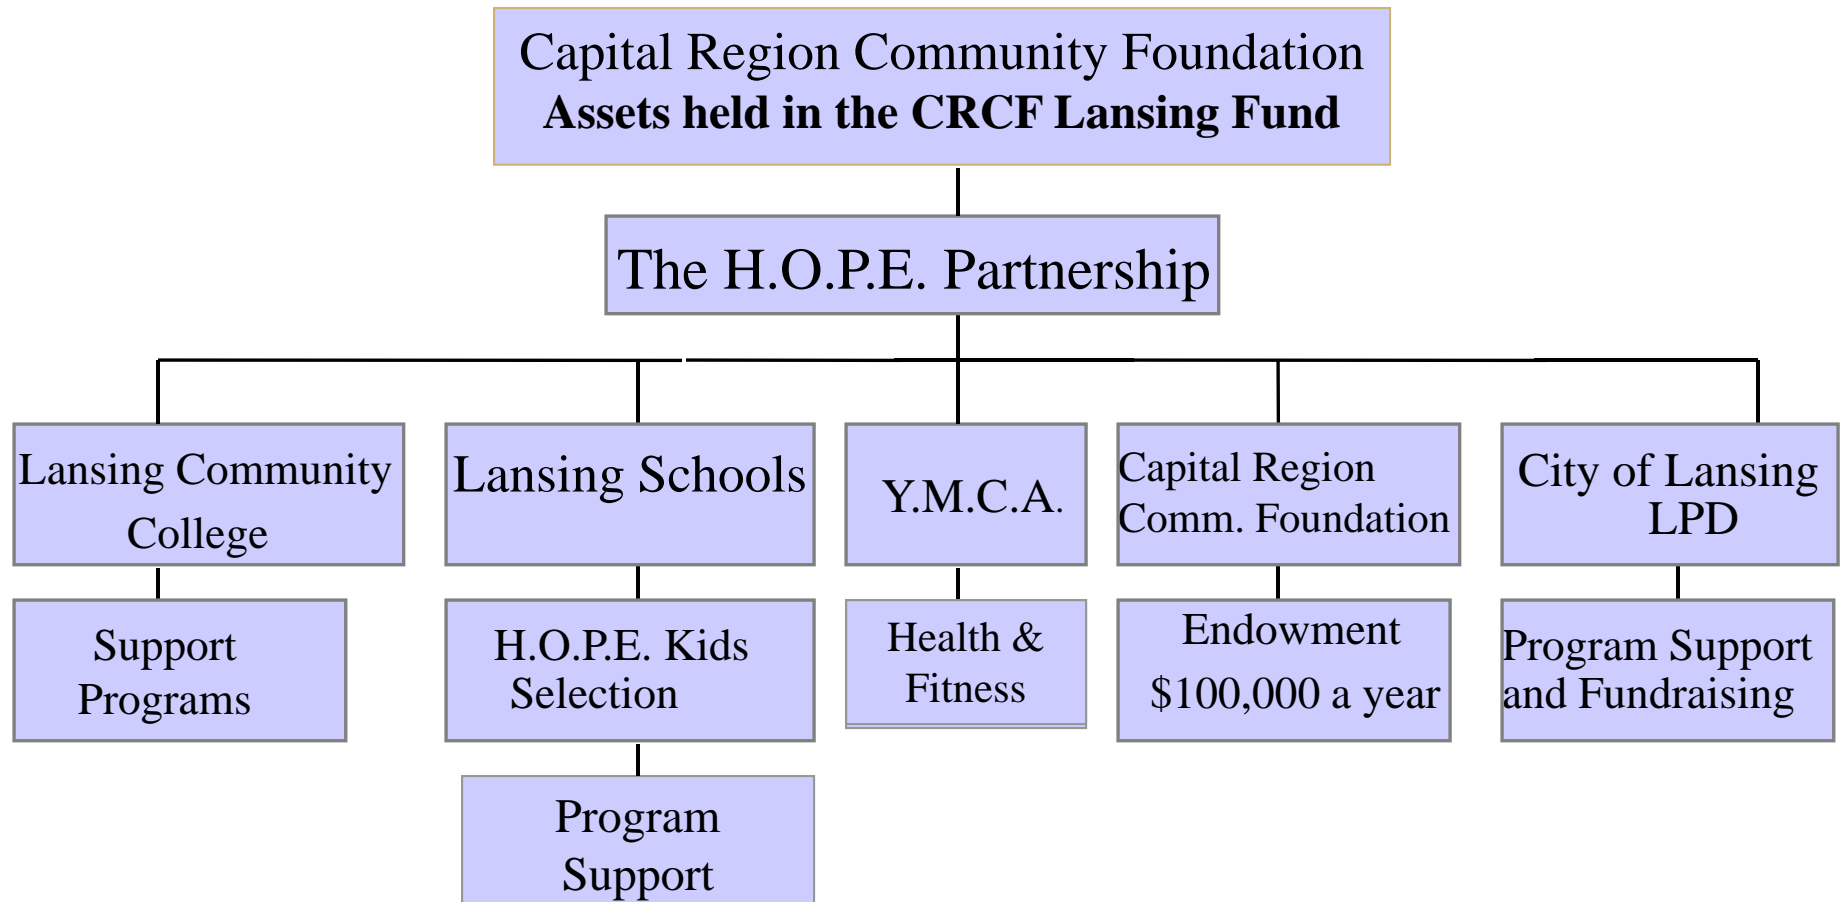 Capital Region Community Foundation
Assets held in the CRCF Lansing Fund
The H.O.P.E. Partnership
Lansing Community
College
Lansing Schools
Y.M.C.A.
Capital Region
Comm. Foundation
City of Lansing
LPD
Support
Programs
H.O.P.E. Kids
Selection
Health &
Fitness
Endowment
$100,000 a year
Program Support
and Fundraising
Program
Support